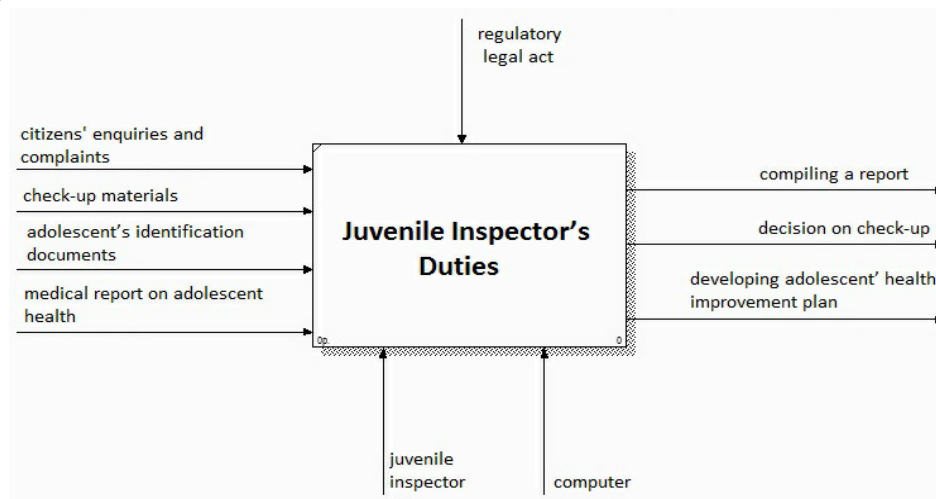 regulatory
legal act
citizens' enquiries and
complaints
check-up materials
adolescent's identification
documents
medical report on adolescent
health
Juvenile Inspector's
Duties
0p.
0
compiling a report
decision on check-up
developing adolescent' health
improvement plan
juvenile
inspector
computer